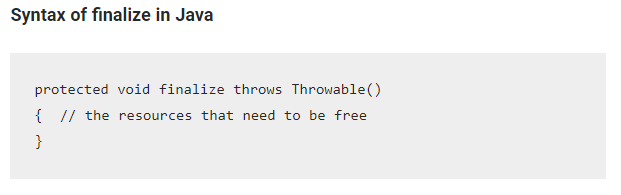 Syntax of finalize in Java
protected void finalize throws Throwable()
{  // the resources that need to be free
}